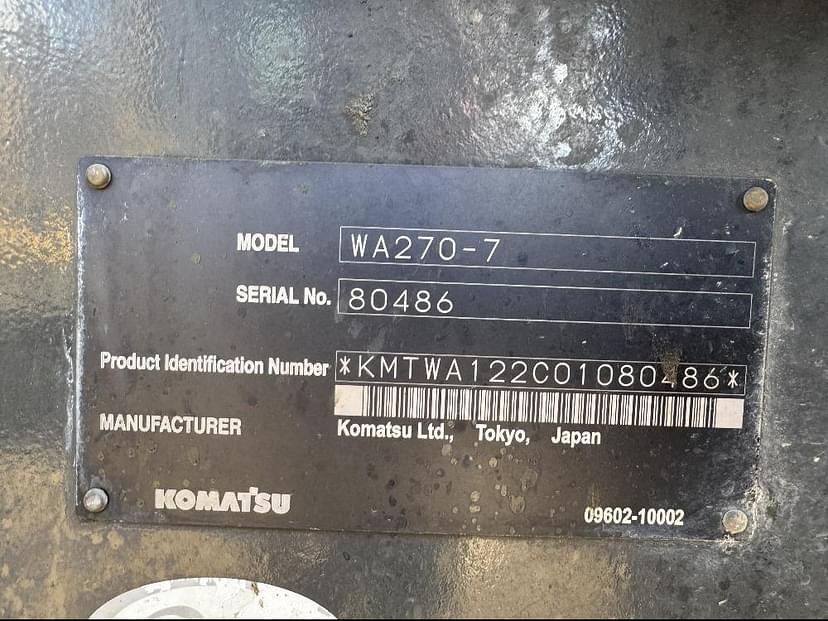 MODEL WA270-7
SERIAL No. 80486
Product Identification Number *KMTWA122C01080486*
MANUFACTURER Komatsu Ltd., Tokyo, Japan
KOMATSU 09602-10002